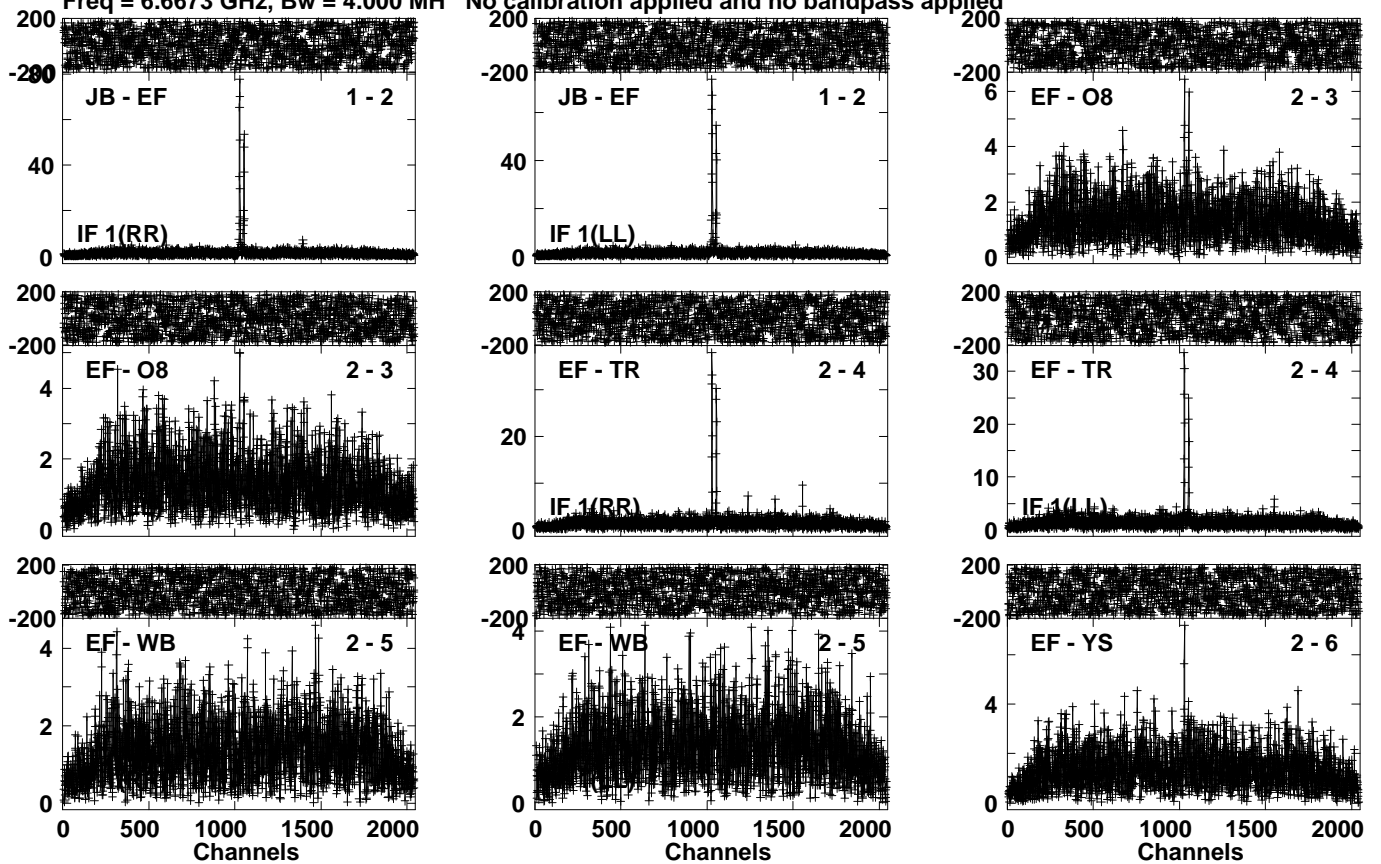 Freq = 6.6673 GHz, Bw = 4.000 MH No calibration applied and no bandpass applied
200 200 200
-200 -200 -200
80
JB - EF 1 - 2 JB - EF 1 - 2 EF - O8 2 - 3
6
4
40 40
2
IF 1(RR) IF 1(LL)
0 0 0
200 200 200
-200 -200 -200
EF - O8 2 - 3 EF - TR 2 - 4 EF - TR 2 - 4
4 30
20 20
2 10
IF 1(RR) IF 1(LL)
0 0 0
200 200 200
-200 -200 -200
EF - WB 2 - 5 EF - WB 2 - 5 EF - YS 2 - 6
4 4 4
2 2 2
0 0 0
0 500 1000 1500 2000 0 500 1000 1500 2000 0 500 1000 1500 2000
Channels Channels Channels